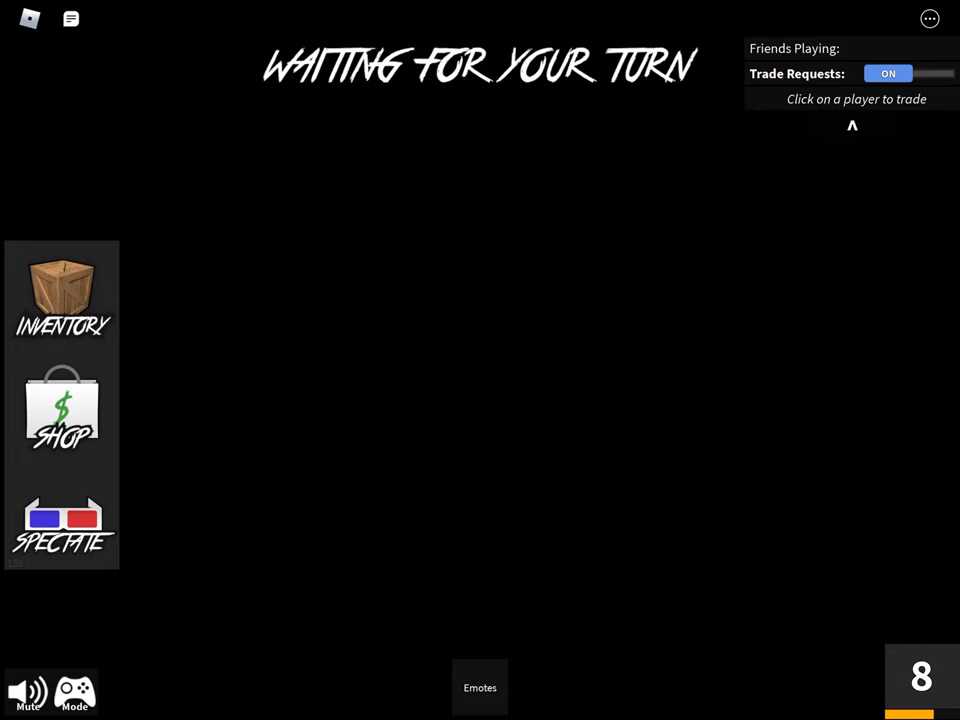 WAITING FOR YOUR TURN
Friends Playing:
Trade Requests: ON
Click on a player to trade
INVENTORY
$
SHOP
SPECTATE
Mute
Mode
Emotes
8